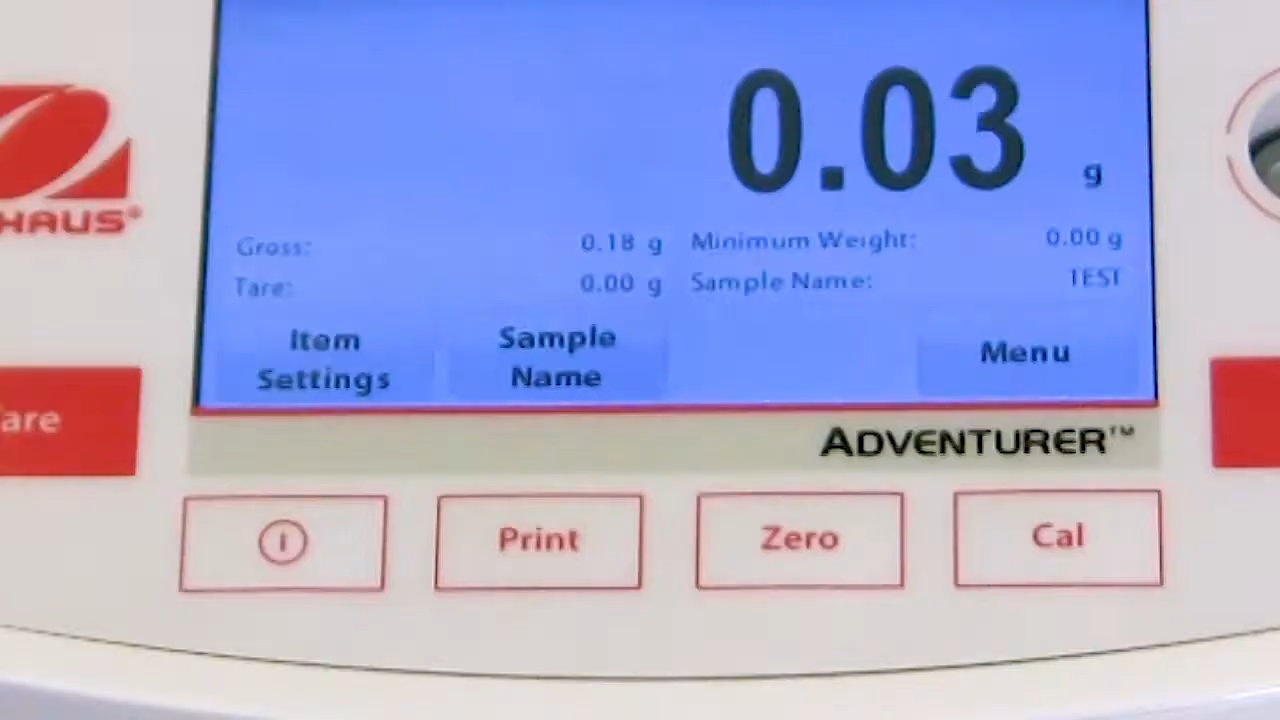 0.03 g
HAUS®
Gross: 0.18 g Minimum Weight: 0.00 g
Tare: 0.00 g Sample Name: TEST
Item Settings
Sample Name
Menu
are
ADVENTURER™
Print
Zero
Cal